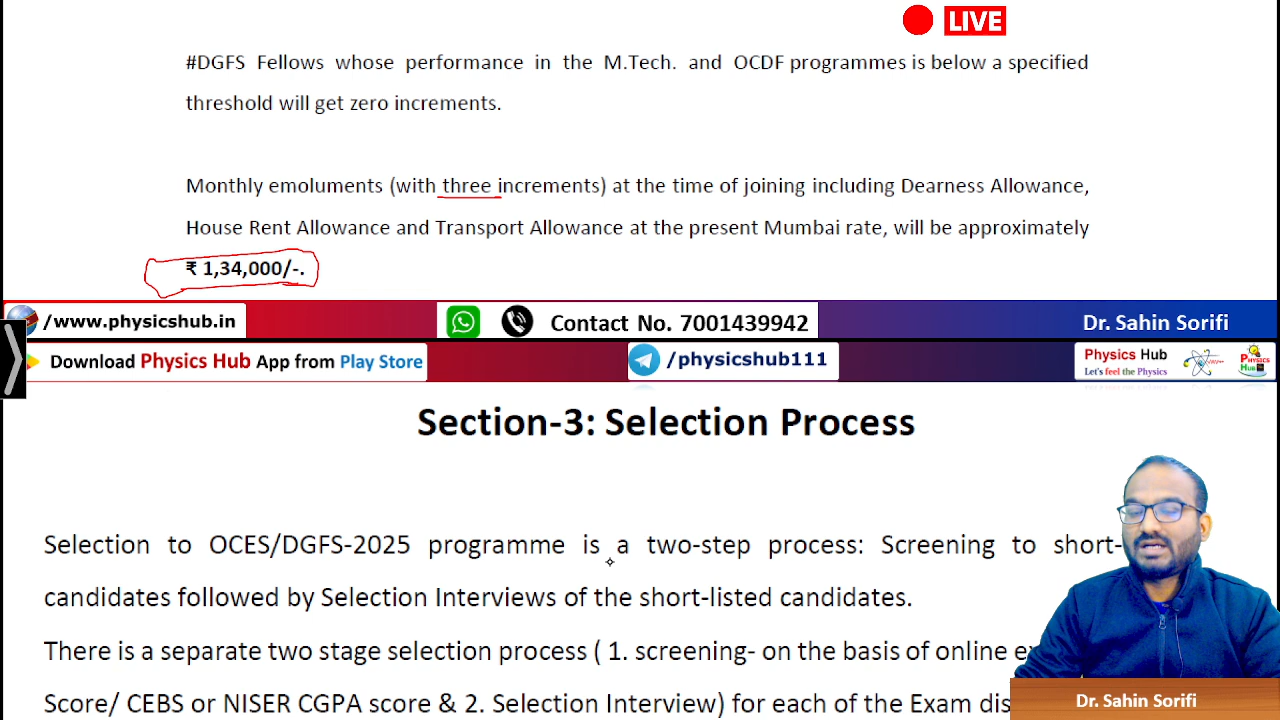 LIVE
#DGFS Fellows whose performance in the M.Tech. and OCDF programmes is below a specified
threshold will get zero increments.
Monthly emoluments (with three increments) at the time of joining including Dearness Allowance,
House Rent Allowance and Transport Allowance at the present Mumbai rate, will be approximately
₹ 1,34,000/-.
/www.physicshub.in
Contact No. 7001439942
Dr. Sahin Sorifi
Download Physics Hub App from Play Store
/physicshub111
Physics Hub
Let's feel the Physics
PHYSICS
HUB
Section-3: Selection Process
Selection to OCES/DGFS-2025 programme is a two-step process: Screening to short-
candidates followed by Selection Interviews of the short-listed candidates.
There is a separate two stage selection process ( 1. screening- on the basis of online
Score/ CEBS or NISER CGPA score & 2. Selection Interview) for each of the Exam
Dr. Sahin Sorifi